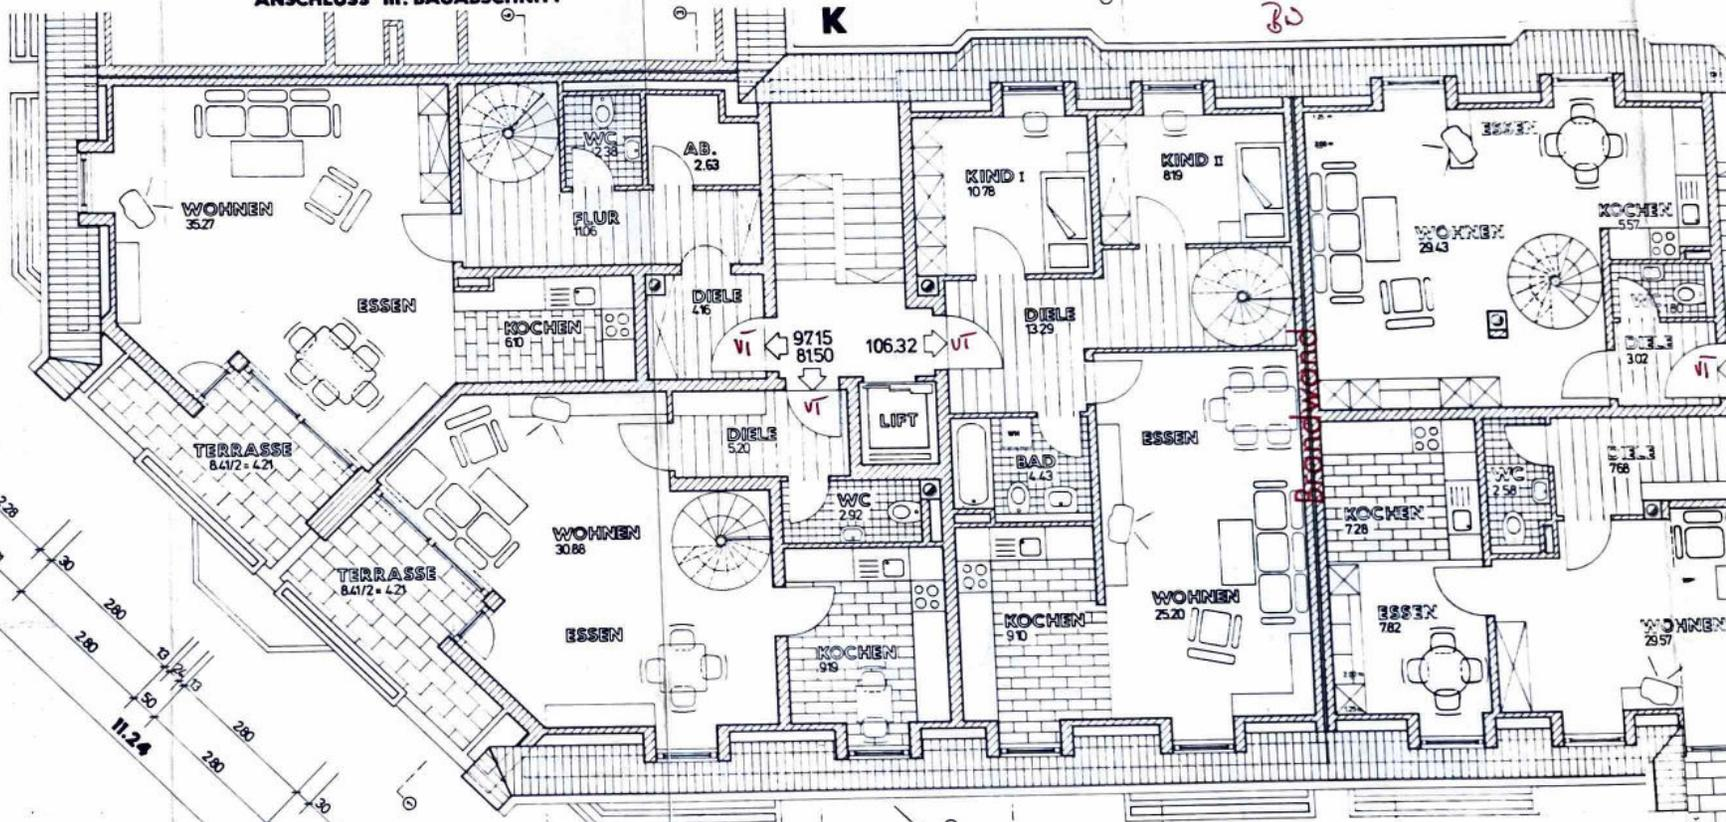 ANSCHLUSS III. BAUABSCHNITT
K
BW
WOHNEN
35.27
WC
2.38
AB.
2.63
FLUR
11.06
ESSEN
KOCHEN
6.10
DIELE
4.16
VT
97.15
81.50
106.32
VT
VT
LIFT
KIND I
10.78
KIND II
8.19
DIELE
13.29
ESSEN
WOHNEN
29.43
KOCHEN
5.57
WC
1.80
DIELE
3.02
VT
Brandwand
TERRASSE
8.41/2 = 4.21
TERRASSE
8.41/2 = 4.21
WOHNEN
30.88
ESSEN
DIELE
5.20
WC
2.92
KOCHEN
9.19
BAD
4.43
WM
ESSEN
KOCHEN
9.10
WOHNEN
25.20
KOCHEN
7.28
WC
2.58
DIELE
7.68
ESSEN
7.82
WOHNEN
29.57
2.28
30
2.80
2.80
13
24
13
50
2.80
2.80
30
11.24